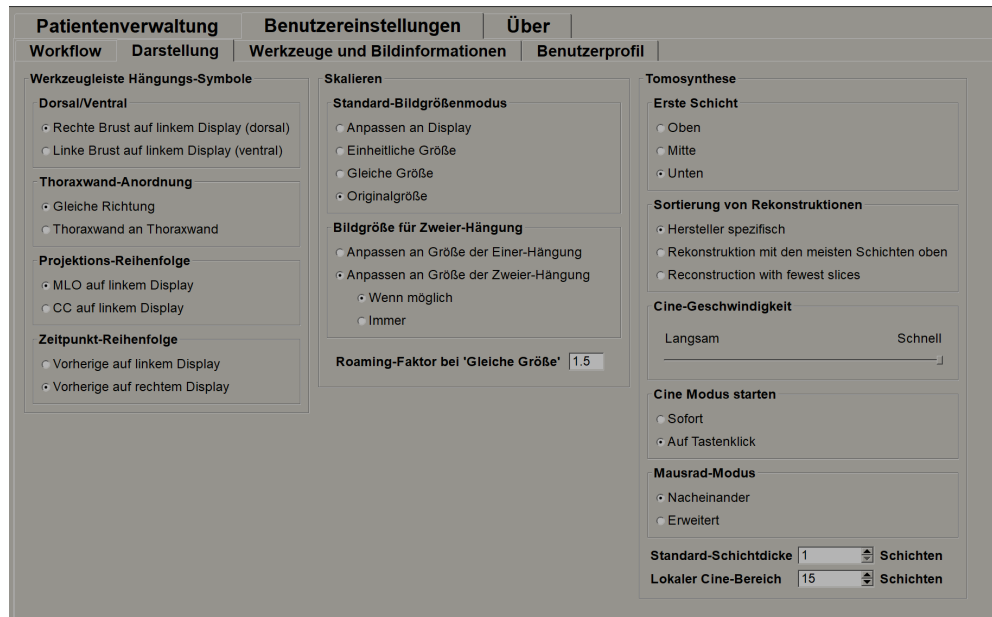 Patientenverwaltung Benutzereinstellungen Über
Workflow Darstellung Werkzeuge und Bildinformationen Benutzerprofil
Werkzeugleiste Hängungs-Symbole
Dorsal/Ventral
Rechte Brust auf linkem Display (dorsal)
Linke Brust auf linkem Display (ventral)
Thoraxwand-Anordnung
Gleiche Richtung
Thoraxwand an Thoraxwand
Projektions-Reihenfolge
MLO auf linkem Display
CC auf linkem Display
Zeitpunkt-Reihenfolge
Vorherige auf linkem Display
Vorherige auf rechtem Display
Skalieren
Standard-Bildgrößenmodus
Anpassen an Display
Einheitliche Größe
Gleiche Größe
Originalgröße
Bildgröße für Zweier-Hängung
Anpassen an Größe der Einer-Hängung
Anpassen an Größe der Zweier-Hängung
Wenn möglich
Immer
Roaming-Faktor bei 'Gleiche Größe' 1.5
Tomosynthese
Erste Schicht
Oben
Mitte
Unten
Sortierung von Rekonstruktionen
Hersteller spezifisch
Rekonstruktion mit den meisten Schichten oben
Reconstruction with fewest slices
Cine-Geschwindigkeit
Langsam Schnell
Cine Modus starten
Sofort
Auf Tastenklick
Mausrad-Modus
Nacheinander
Erweitert
Standard-Schichtdicke 1 Schichten
Lokaler Cine-Bereich 15 Schichten